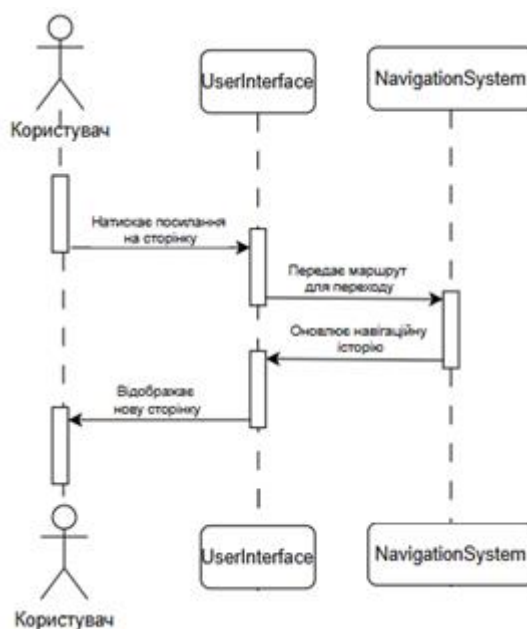 UserInterface
NavigationSystem
Користувач
Натискає посилання
на сторінку
Передає маршрут
для переходу
Оновлює навігаційну
історію
Відображає
нову сторінку
UserInterface
NavigationSystem
Користувач